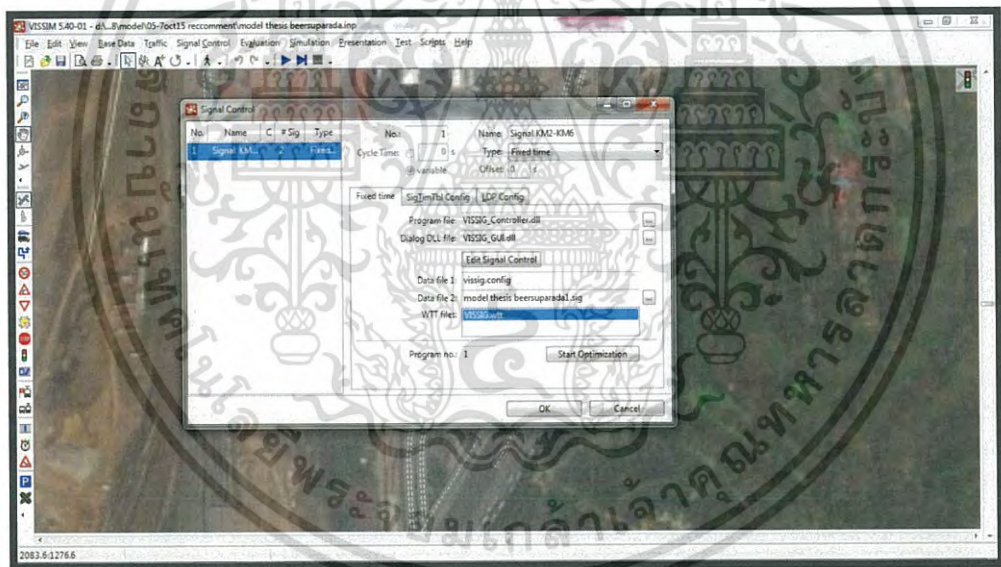 VISSIM 5.40-01 - d:\...8\model\05-7oct15 reccomment\model thesis beersuparada.inp
File Edit View Base Data Traffic Signal Control Evaluation Simulation Presentation Test Scripts Help
Signal Control
No. Name C # Sig Type
1 Signal KM... 2 Fixed...
No.: 1 Name: Signal KM2-KM6
Cycle Time: 0 s Type: Fixed time
variable Offset: 0 s
Fixed time SigTimTbl Config LDP Config
Program file: VISSIG_Controller.dll
Dialog DLL file: VISSIG_GUI.dll
Edit Signal Control
Data file 1: vissig.config
Data file 2: model thesis beersuparada1.sig
WTT files: VISSIG.wtt
Program no.: 1 Start Optimization
OK Cancel
2083.6:1276.6